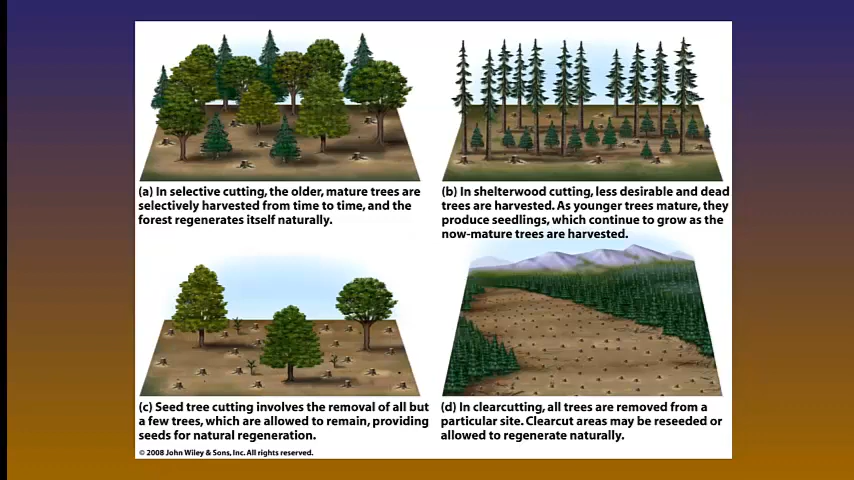 (a) In selective cutting, the older, mature trees are
selectively harvested from time to time, and the
forest regenerates itself naturally.
(b) In shelterwood cutting, less desirable and dead
trees are harvested. As younger trees mature, they
produce seedlings, which continue to grow as the
now-mature trees are harvested.
(c) Seed tree cutting involves the removal of all but
a few trees, which are allowed to remain, providing
seeds for natural regeneration.
(d) In clearcutting, all trees are removed from a
particular site. Clearcut areas may be reseeded or
allowed to regenerate naturally.
© 2008 John Wiley & Sons, Inc. All rights reserved.